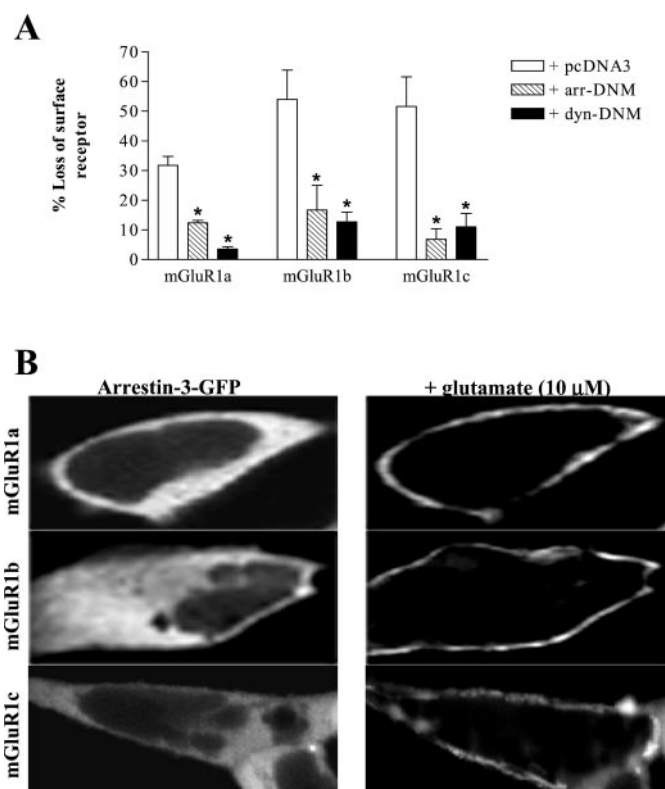 A
70
60
50
40
30
20
10
0
% Loss of surface
receptor
*
*
*
*
*
*
mGluR1a mGluR1b mGluR1c
+ pcDNA3
+ arr-DNM
+ dyn-DNM
B
Arrestin-3-GFP + glutamate (10 μM)
mGluR1a
mGluR1b
mGluR1c